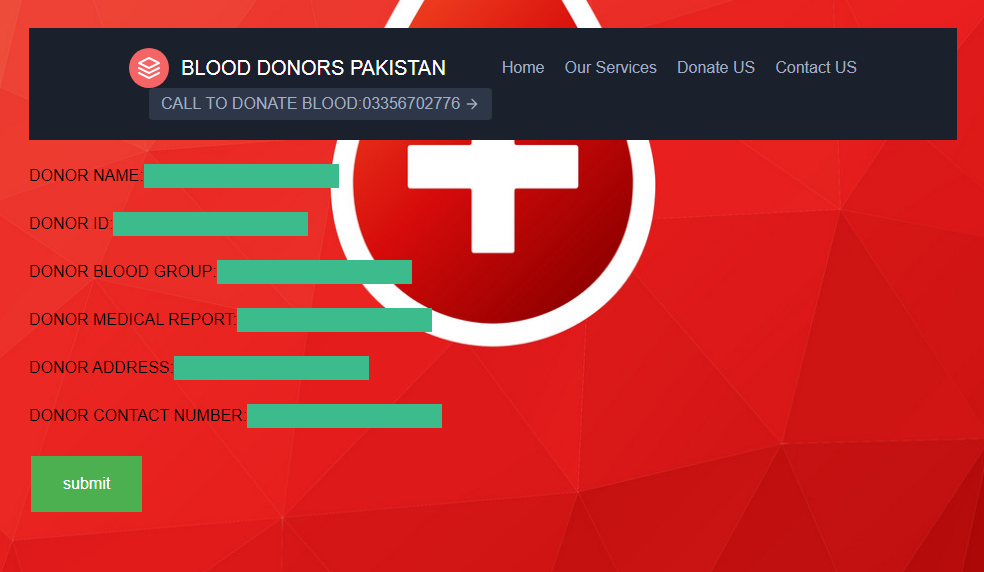 BLOOD DONORS PAKISTAN Home Our Services Donate US Contact US
CALL TO DONATE BLOOD:03356702776 →
DONOR NAME:
DONOR ID:
DONOR BLOOD GROUP:
DONOR MEDICAL REPORT:
DONOR ADDRESS:
DONOR CONTACT NUMBER:
submit